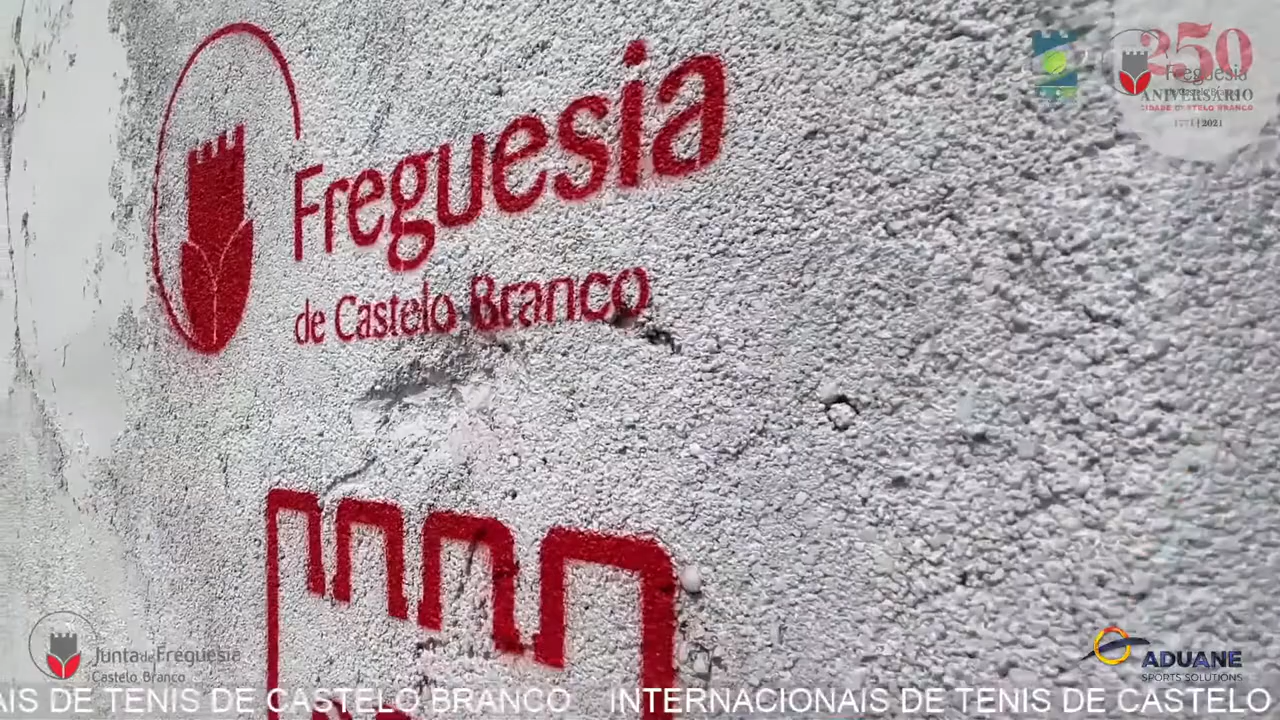 Freguesia
de Castelo Branco
250
Freguesia
ANIVERSÁRIO
CIDADE CASTELO BRANCO
1771 | 2021
Junta de Freguesia
Castelo Branco
ADUANE
SPORTS SOLUTIONS
AIS DE TENIS DE CASTELO BRANCO INTERNACIONAIS DE TENIS DE CASTELO